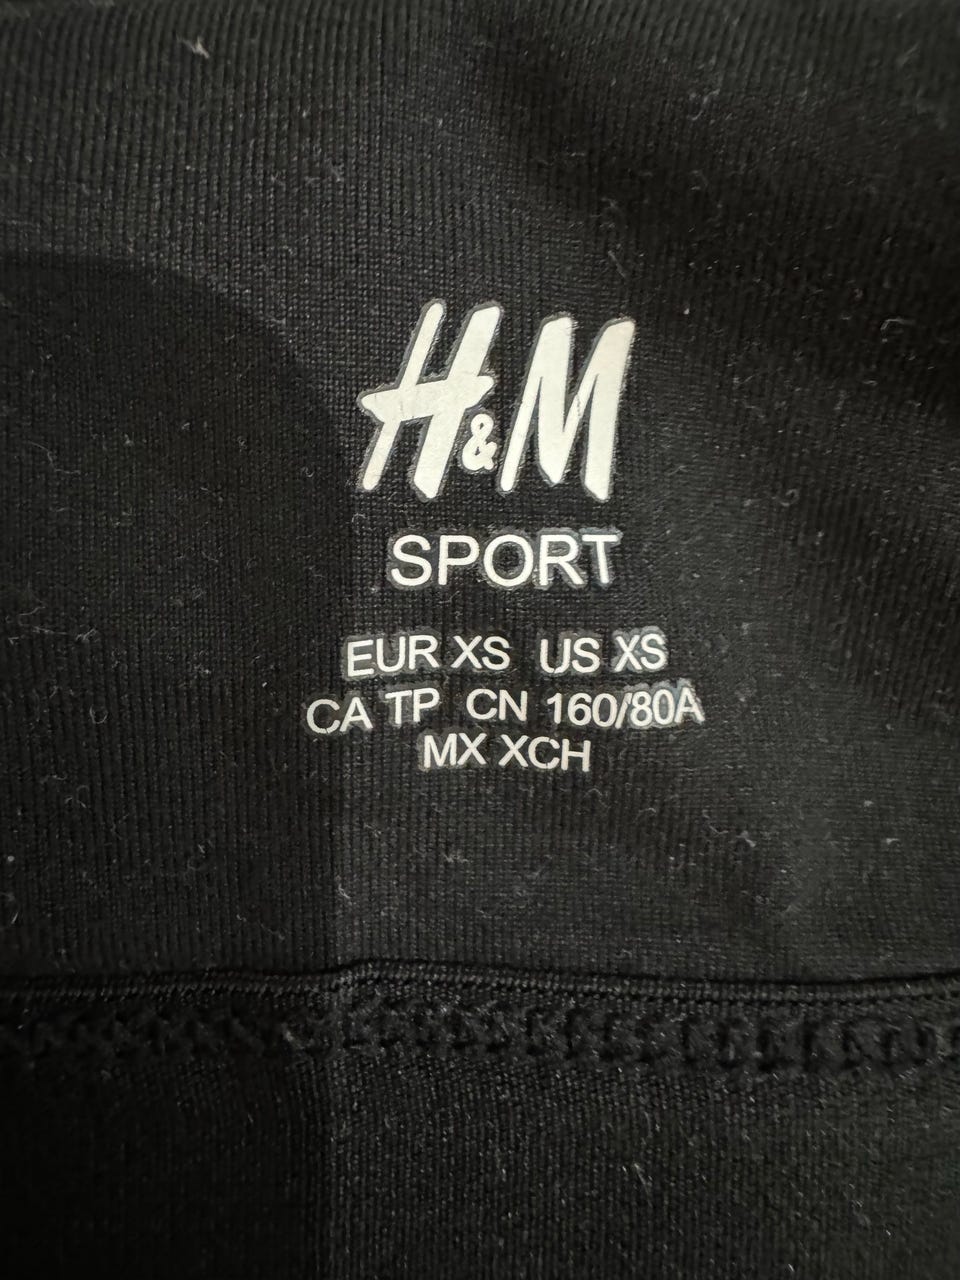 H&M
SPORT
EUR XS US XS
CA TP CN 160/80A
MX XCH